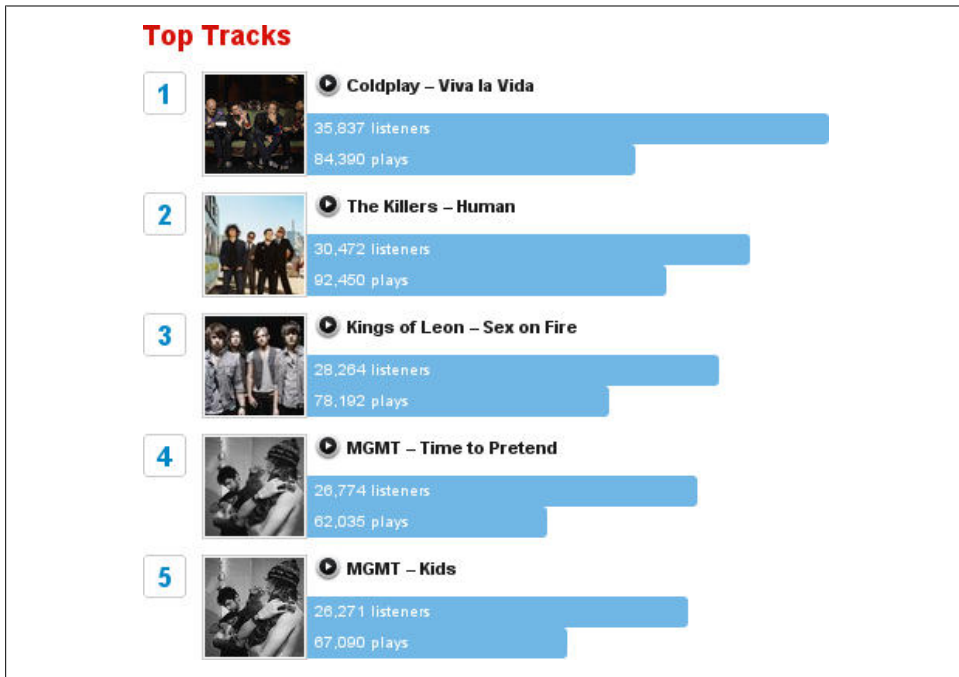 Top Tracks
1
Coldplay – Viva la Vida
35,837 listeners
84,390 plays
2
The Killers – Human
30,472 listeners
92,450 plays
3
Kings of Leon – Sex on Fire
28,264 listeners
78,192 plays
4
MGMT – Time to Pretend
26,774 listeners
62,035 plays
5
MGMT – Kids
26,271 listeners
67,090 plays